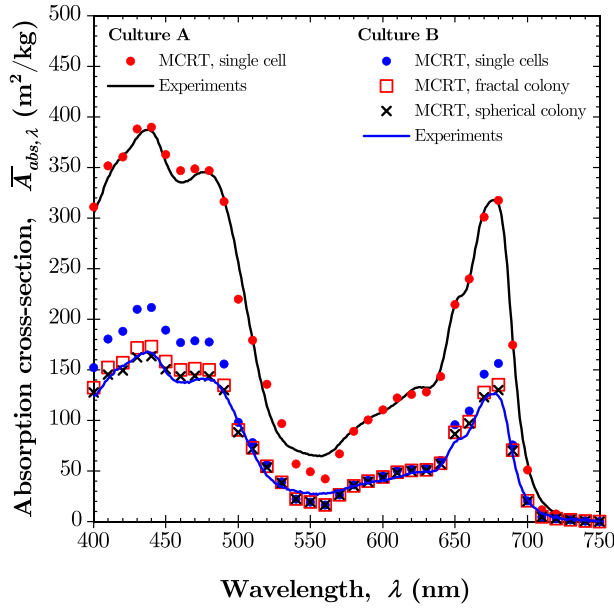 500
450
400
350
300
250
200
150
100
50
0
Absorption cross-section, A̅abs,λ (m²/kg)
Culture A
MCRT, single cell
Experiments
Culture B
MCRT, single cells
MCRT, fractal colony
MCRT, spherical colony
Experiments
400 450 500 550 600 650 700 750
Wavelength, λ (nm)